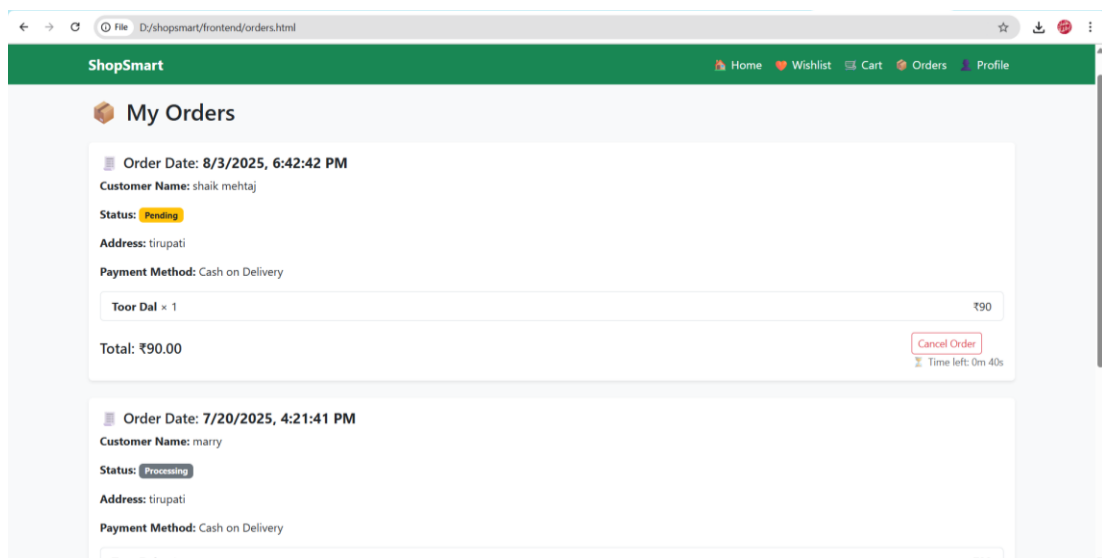 File D:/shopsmart/frontend/orders.html
ShopSmart Home Wishlist Cart Orders Profile
My Orders
Order Date: 8/3/2025, 6:42:42 PM
Customer Name: shaik mehtaj
Status: Pending
Address: tirupati
Payment Method: Cash on Delivery
Toor Dal × 1 ₹90
Total: ₹90.00 Cancel Order
Time left: 0m 40s
Order Date: 7/20/2025, 4:21:41 PM
Customer Name: marry
Status: Processing
Address: tirupati
Payment Method: Cash on Delivery